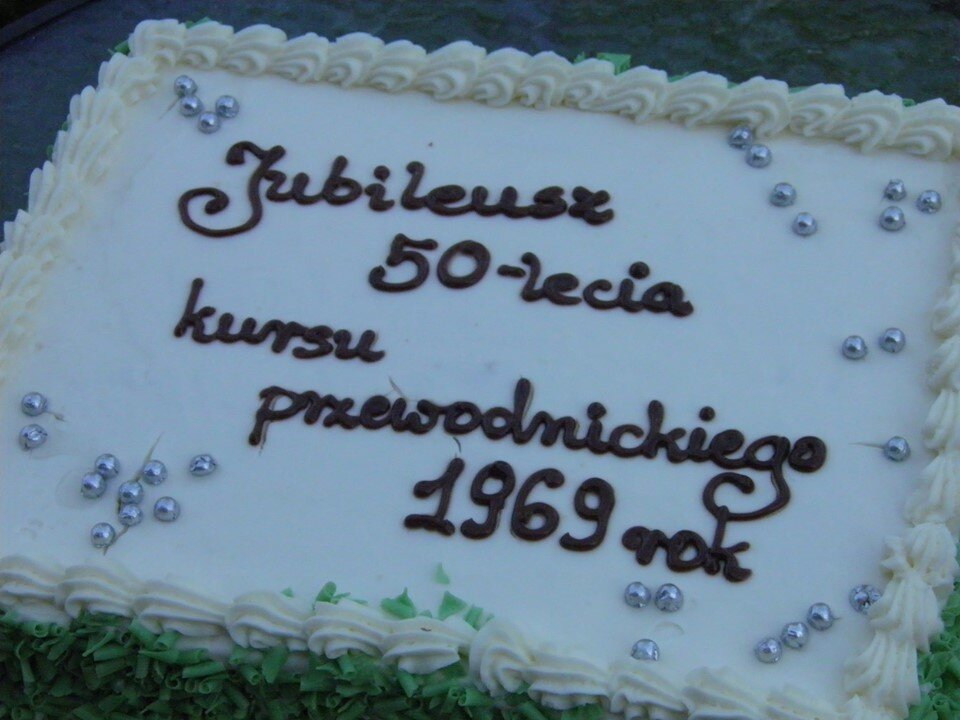 Jubileusz
50-lecia
kursu
przewodnickiego
1969 rok